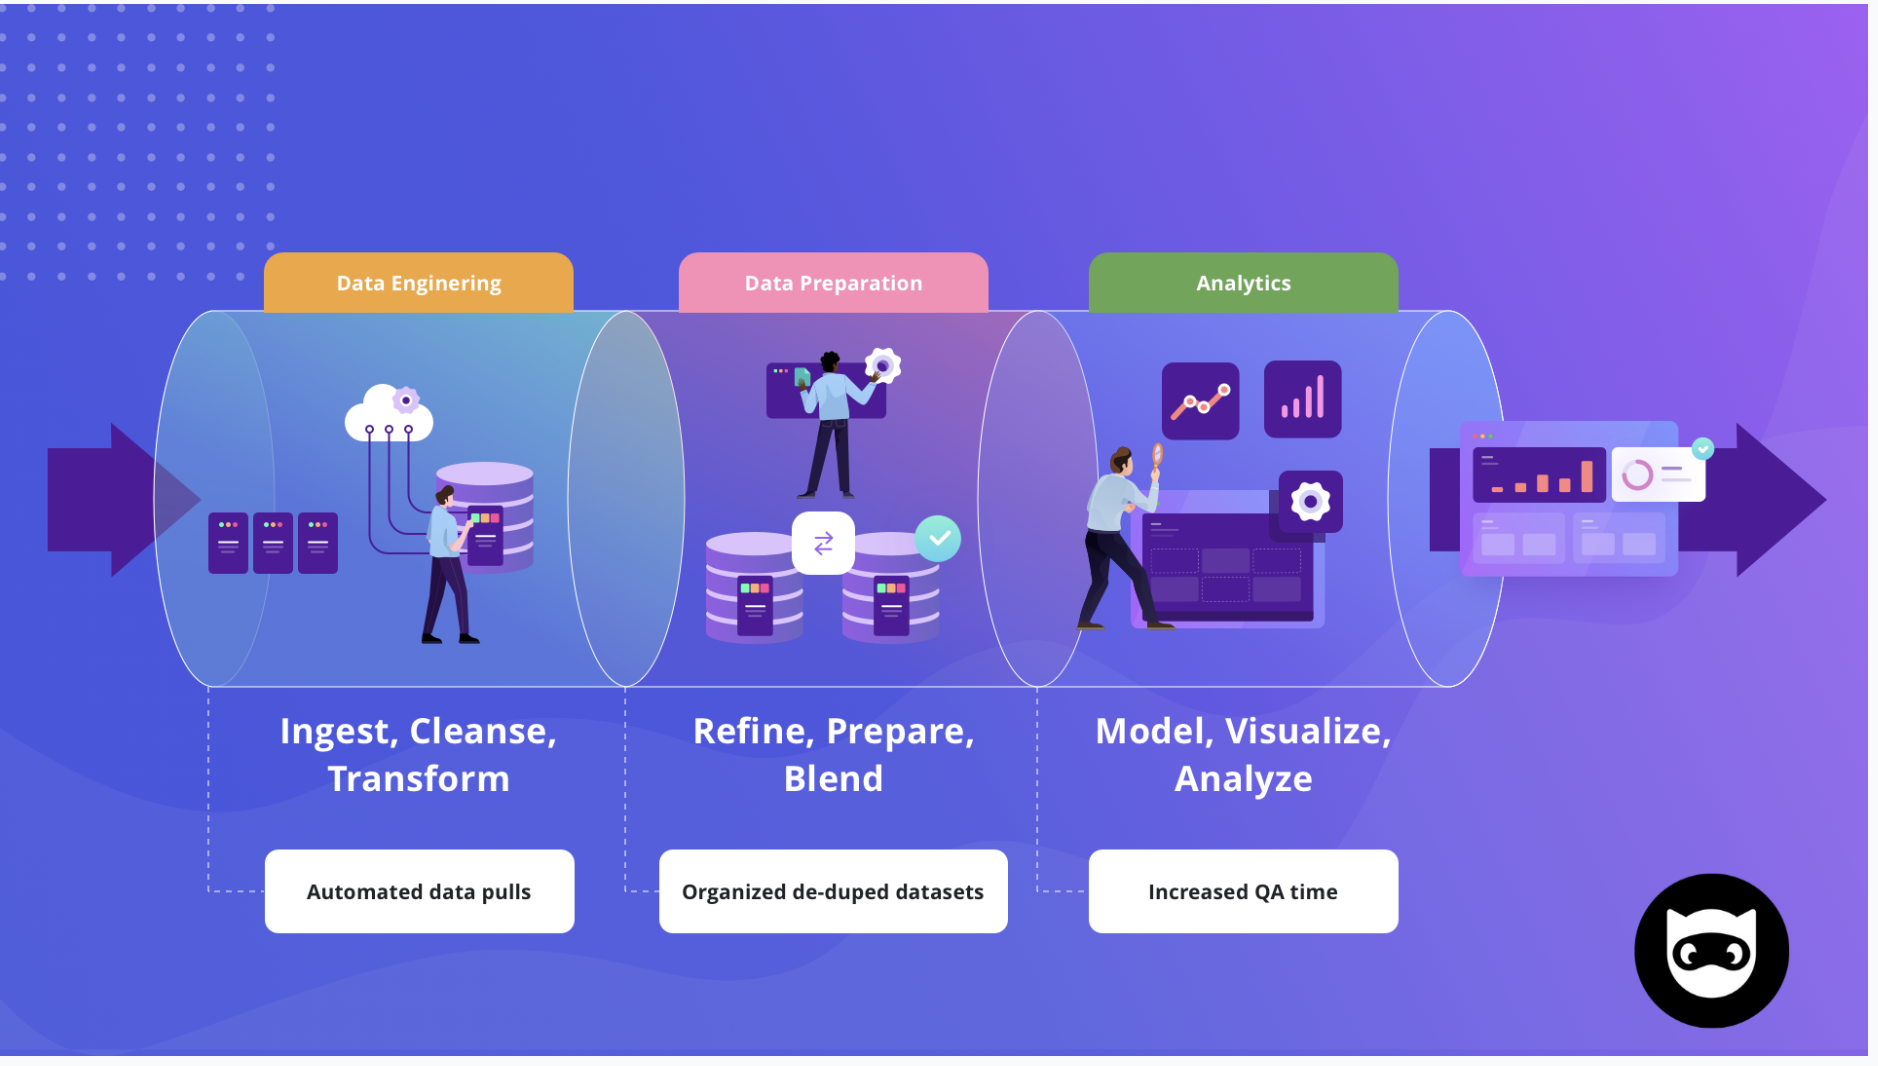 Data Enginering
Data Preparation
Analytics
Ingest, Cleanse,
Transform
Refine, Prepare,
Blend
Model, Visualize,
Analyze
Automated data pulls
Organized de-duped datasets
Increased QA time